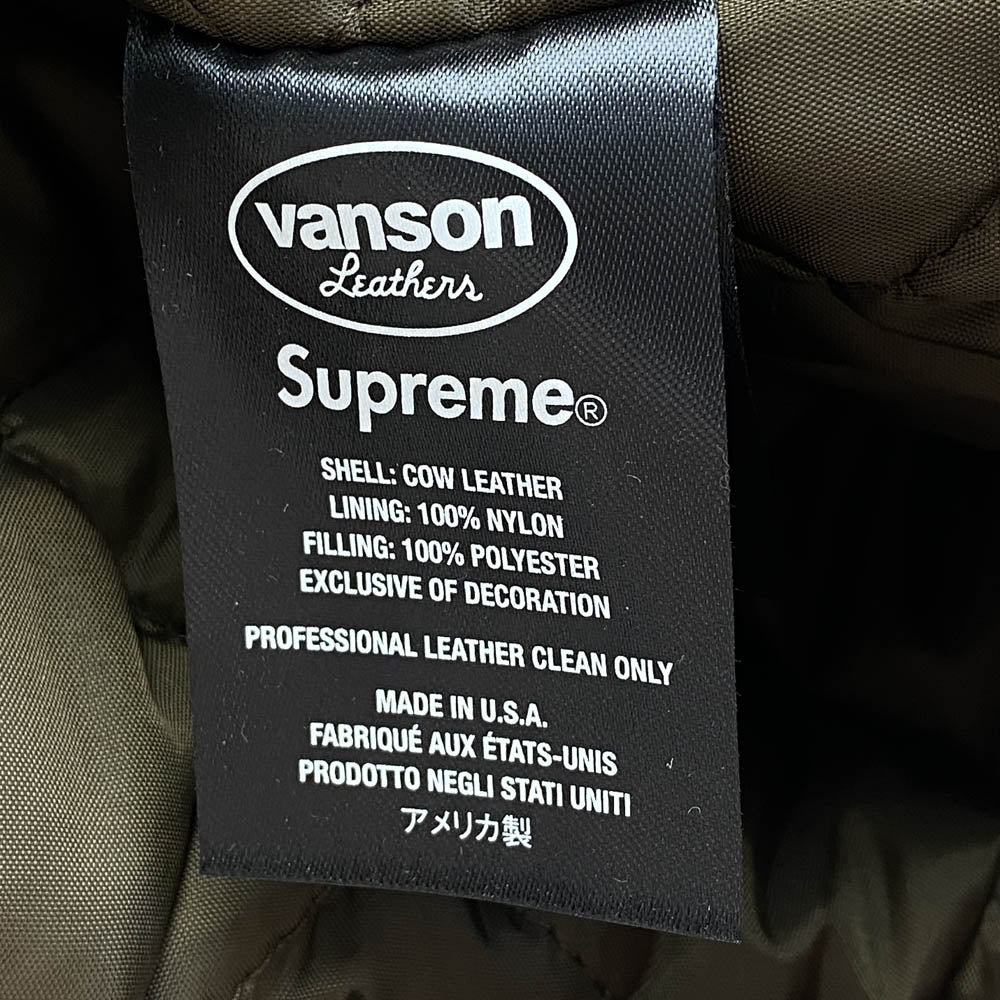 vanson
Leathers
Supreme®
SHELL: COW LEATHER
LINING: 100% NYLON
FILLING: 100% POLYESTER
EXCLUSIVE OF DECORATION
PROFESSIONAL LEATHER CLEAN ONLY
MADE IN U.S.A.
FABRIQUÉ AUX ÉTATS-UNIS
PRODOTTO NEGLI STATI UNITI
アメリカ製